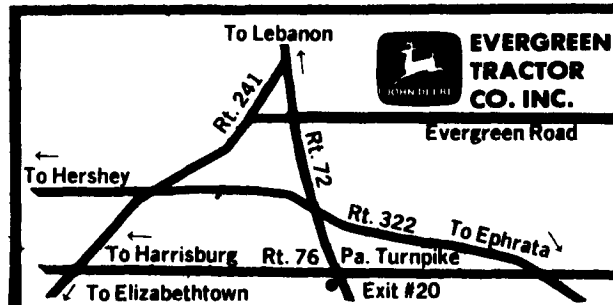 To Lebanon
EVERGREEN
TRACTOR
CO. INC.
JOHN DEERE
Rt. 241
Evergreen Road
Rt. 72
To Hershey
Rt. 322
To Ephrata
To Harrisburg
Rt. 76
Pa. Turnpike
To Elizabethtown
Exit #20